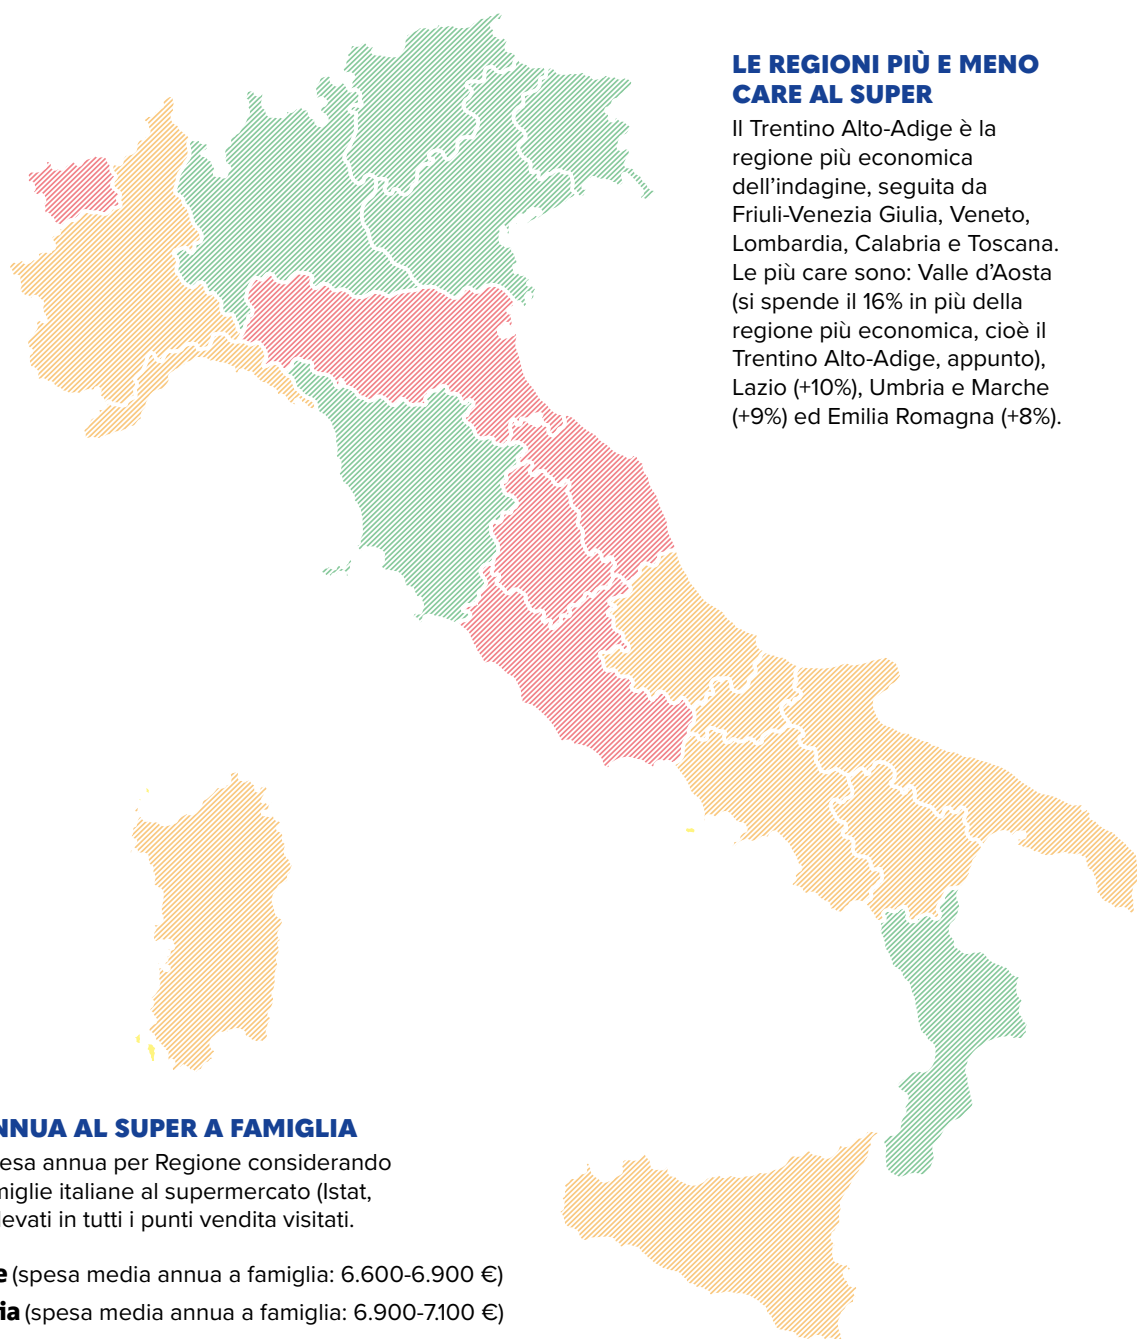 LE REGIONI PIÙ E MENO
CARE AL SUPER
Il Trentino Alto-Adige è la
regione più economica
dell'indagine, seguita da
Friuli-Venezia Giulia, Veneto,
Lombardia, Calabria e Toscana.
Le più care sono: Valle d'Aosta
(si spende il 16% in più della
regione più economica, cioè il
Trentino Alto-Adige, appunto),
Lazio (+10%), Umbria e Marche
(+9%) ed Emilia Romagna (+8%).
NNUA AL SUPER A FAMIGLIA
esa annua per Regione considerando
miglie italiane al supermercato (Istat,
levati in tutti i punti vendita visitati.
e (spesa media annua a famiglia: 6.600-6.900 €)
ia (spesa media annua a famiglia: 6.900-7.100 €)